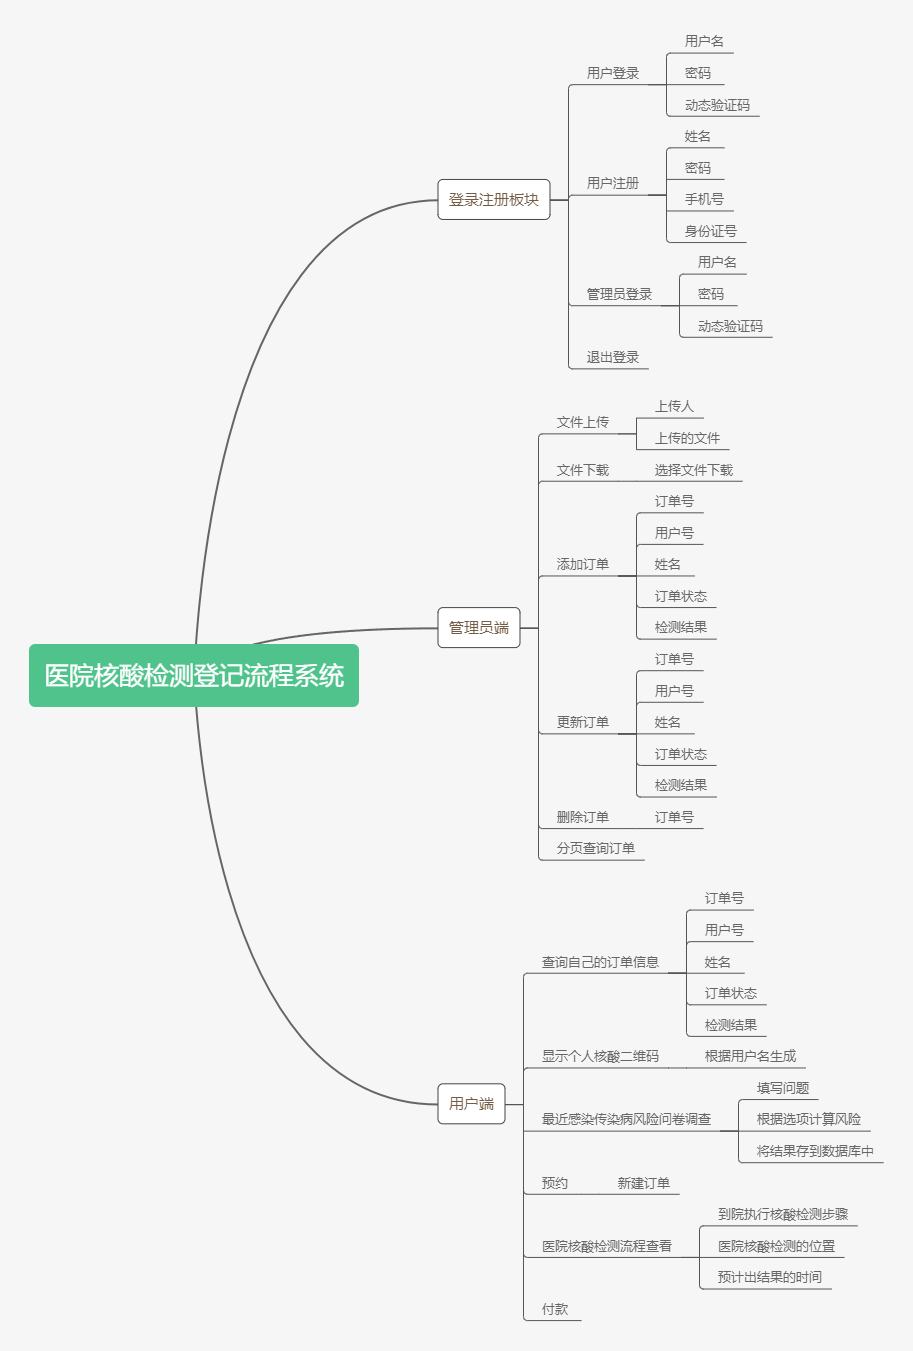 医院核酸检测登记流程系统
登录注册板块
用户登录
用户名
密码
动态验证码
用户注册
姓名
密码
手机号
身份证号
管理员登录
用户名
密码
动态验证码
退出登录
管理员端
文件上传
上传人
上传的文件
文件下载
选择文件下载
添加订单
订单号
用户号
姓名
订单状态
检测结果
更新订单
订单号
用户号
姓名
订单状态
检测结果
删除订单
订单号
分页查询订单
用户端
查询自己的订单信息
订单号
用户号
姓名
订单状态
检测结果
显示个人核酸二维码
根据用户名生成
最近感染传染病风险问卷调查
填写问题
根据选项计算风险
将结果存到数据库中
预约
新建订单
医院核酸检测流程查看
到院执行核酸检测步骤
医院核酸检测的位置
预计出结果的时间
付款